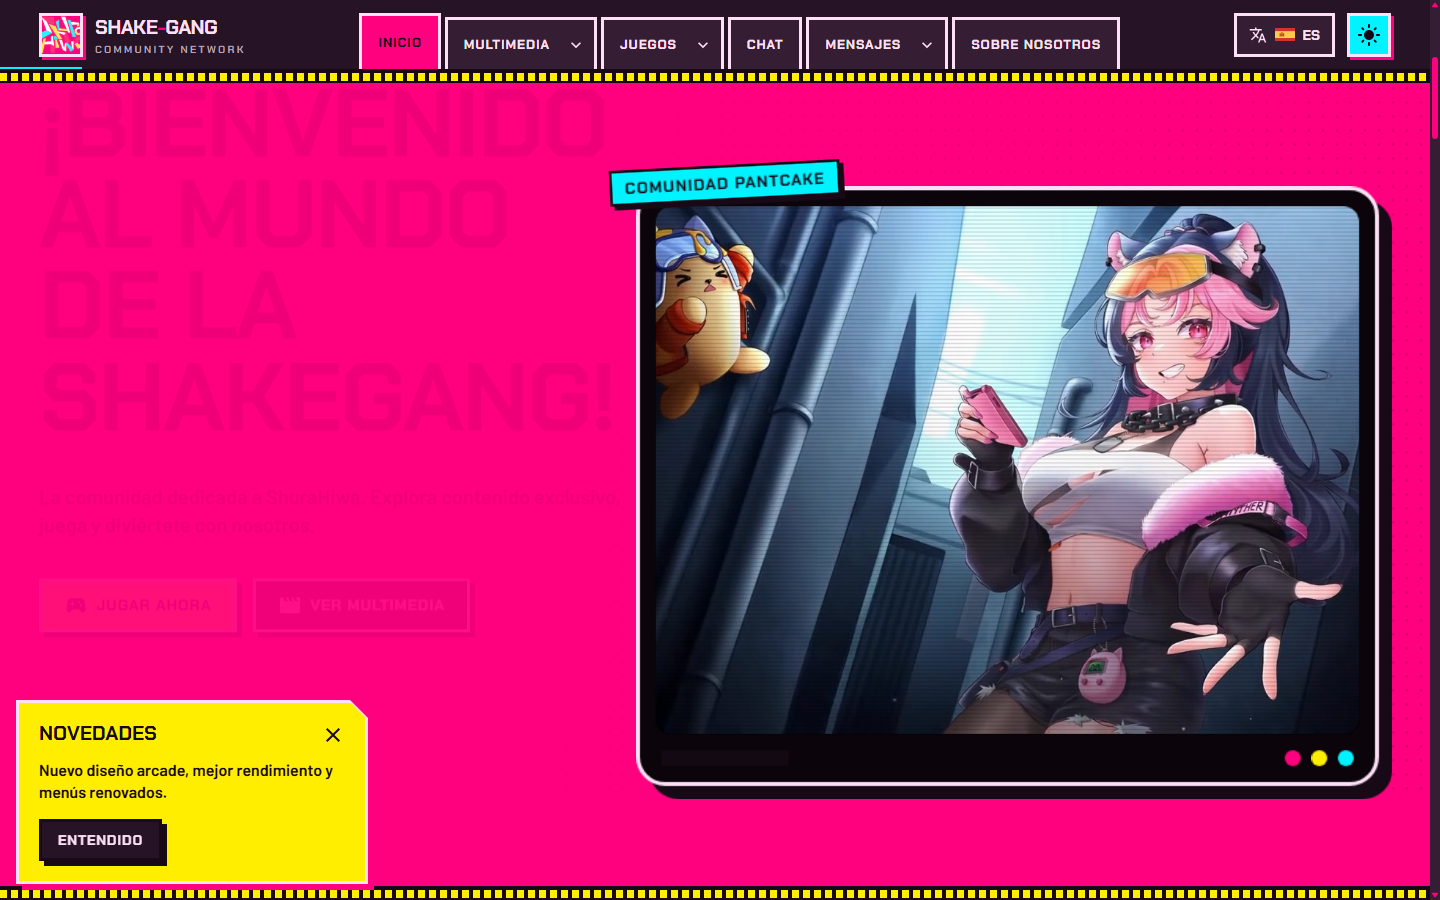 SHAKE-GANG
COMMUNITY NETWORK
INICIO
MULTIMEDIA
JUEGOS
CHAT
MENSAJES
SOBRE NOSOTROS
ES
¡BIENVENIDO
AL MUNDO
DE LA
SHAKEGANG!
La comunidad dedicada a ShuraHiwa. Explora contenido exclusivo,
juega y diviértete con nosotros.
JUGAR AHORA
VER MULTIMEDIA
COMUNIDAD PANTCAKE
NOVEDADES
Nuevo diseño arcade, mejor rendimiento y
menús renovados.
ENTENDIDO